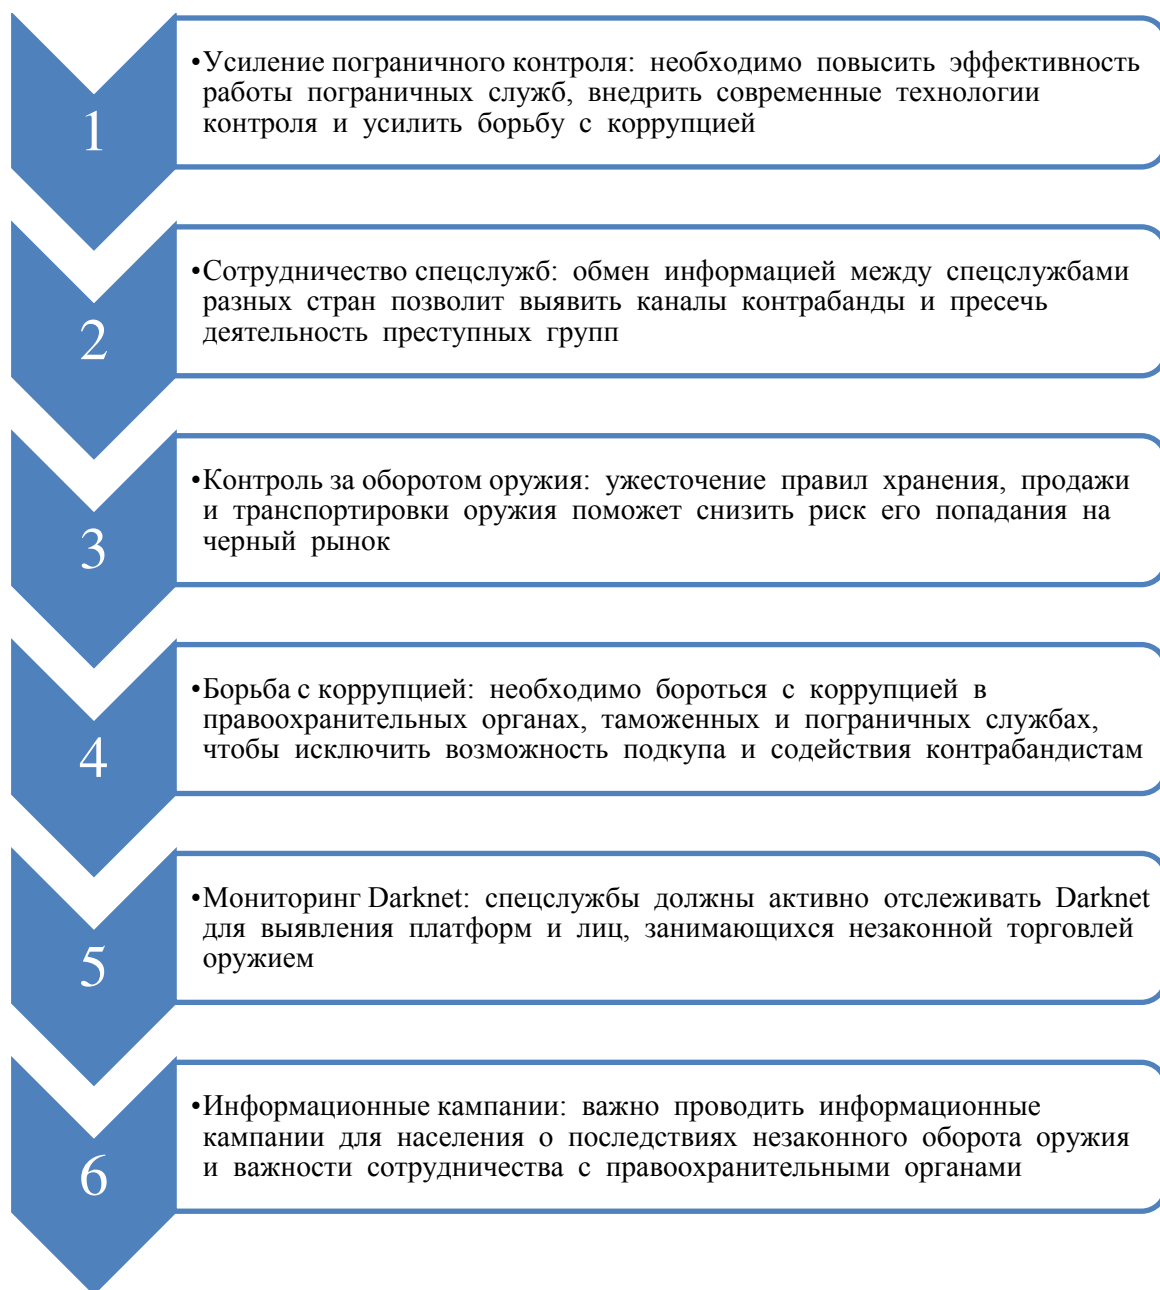 1
•Усиление пограничного контроля: необходимо повысить эффективность
работы пограничных служб, внедрить современные технологии
контроля и усилить борьбу с коррупцией
2
•Сотрудничество спецслужб: обмен информацией между спецслужбами
разных стран позволит выявить каналы контрабанды и пресечь
деятельность преступных групп
3
•Контроль за оборотом оружия: ужесточение правил хранения, продажи
и транспортировки оружия поможет снизить риск его попадания на
черный рынок
4
•Борьба с коррупцией: необходимо бороться с коррупцией в
правоохранительных органах, таможенных и пограничных службах,
чтобы исключить возможность подкупа и содействия контрабандистам
5
•Мониторинг Darknet: спецслужбы должны активно отслеживать Darknet
для выявления платформ и лиц, занимающихся незаконной торговлей
оружием
6
•Информационные кампании: важно проводить информационные
кампании для населения о последствиях незаконного оборота оружия
и важности сотрудничества с правоохранительными органами